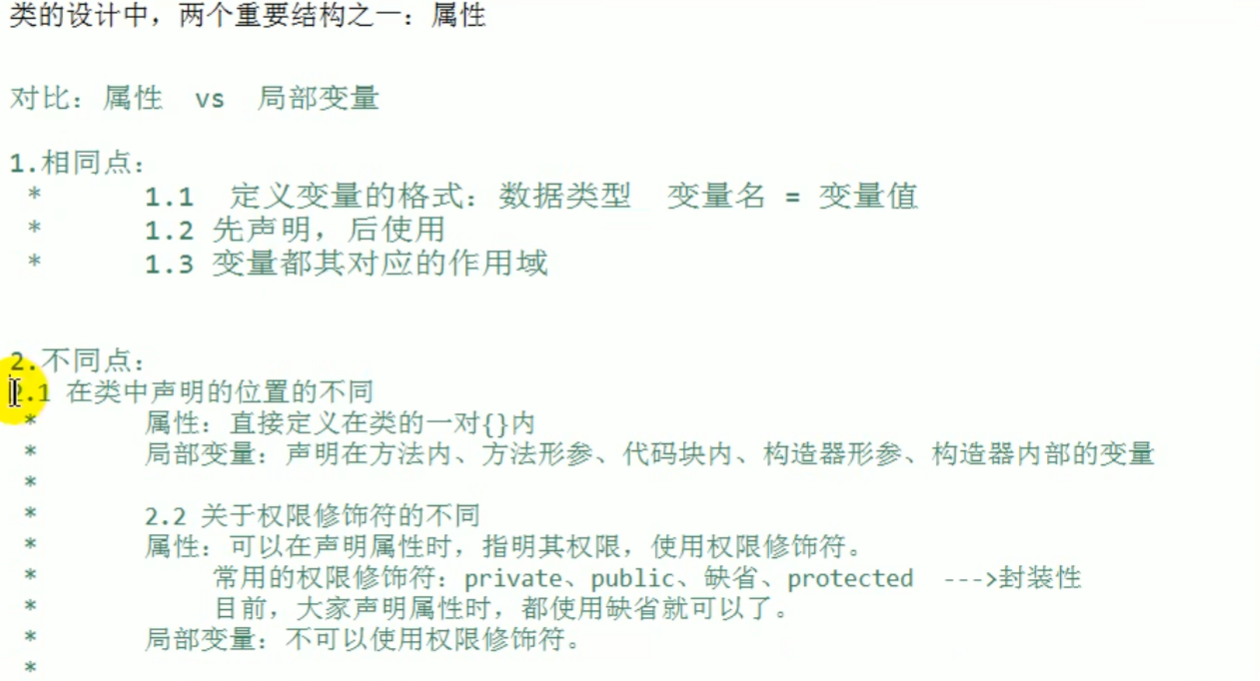 类的设计中，两个重要结构之一：属性
对比：属性 vs 局部变量
1.相同点：
* 1.1 定义变量的格式：数据类型 变量名 = 变量值
* 1.2 先声明，后使用
* 1.3 变量都其对应的作用域
2.不同点：
2.1 在类中声明的位置的不同
* 属性：直接定义在类的一对{}内
* 局部变量：声明在方法内、方法形参、代码块内、构造器形参、构造器内部的变量
*
* 2.2 关于权限修饰符的不同
* 属性：可以在声明属性时，指明其权限，使用权限修饰符。
* 常用的权限修饰符：private、public、缺省、protected --->封装性
* 目前，大家声明属性时，都使用缺省就可以了。
* 局部变量：不可以使用权限修饰符。
*